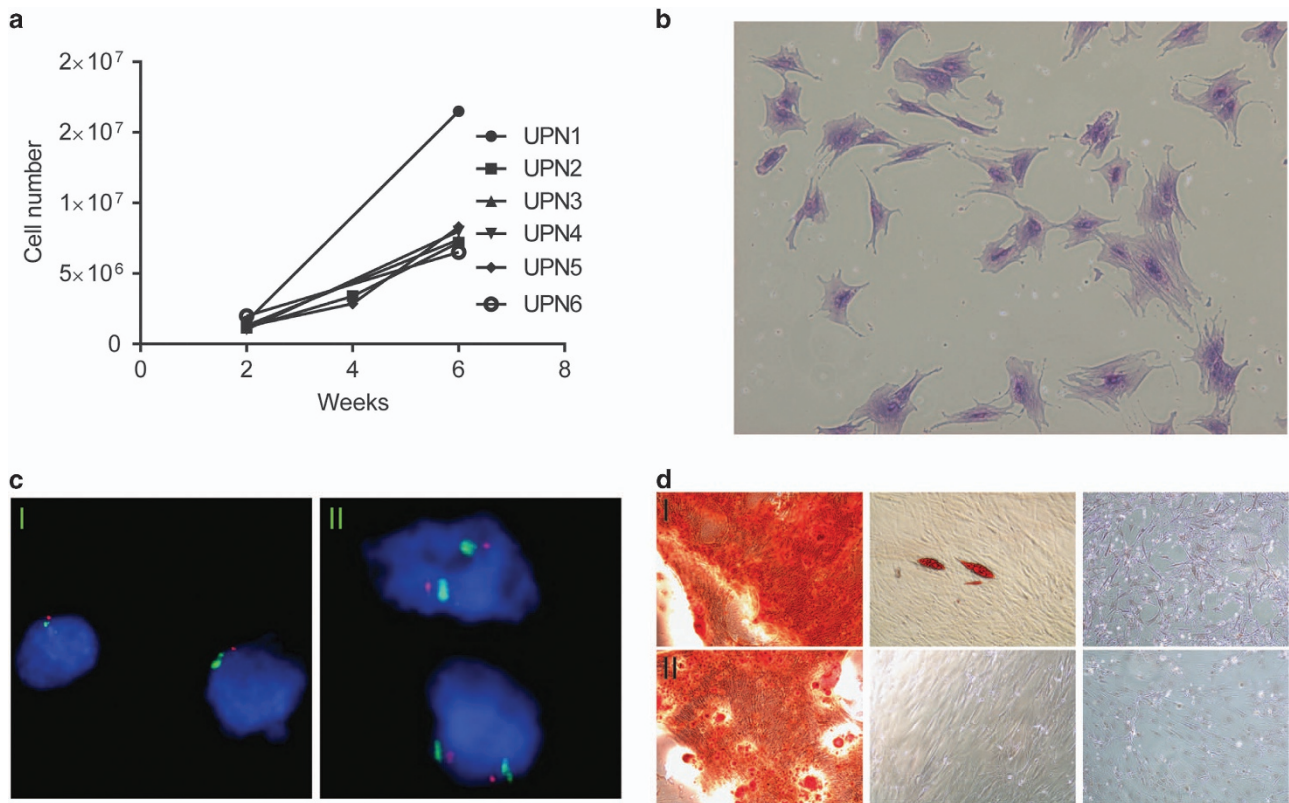 a
Cell number
2×10⁷
2×10⁷
1×10⁷
5×10⁶
0
0
2
4
6
8
Weeks
UPN1
UPN2
UPN3
UPN4
UPN5
UPN6
b
c
I
II
d
I
II